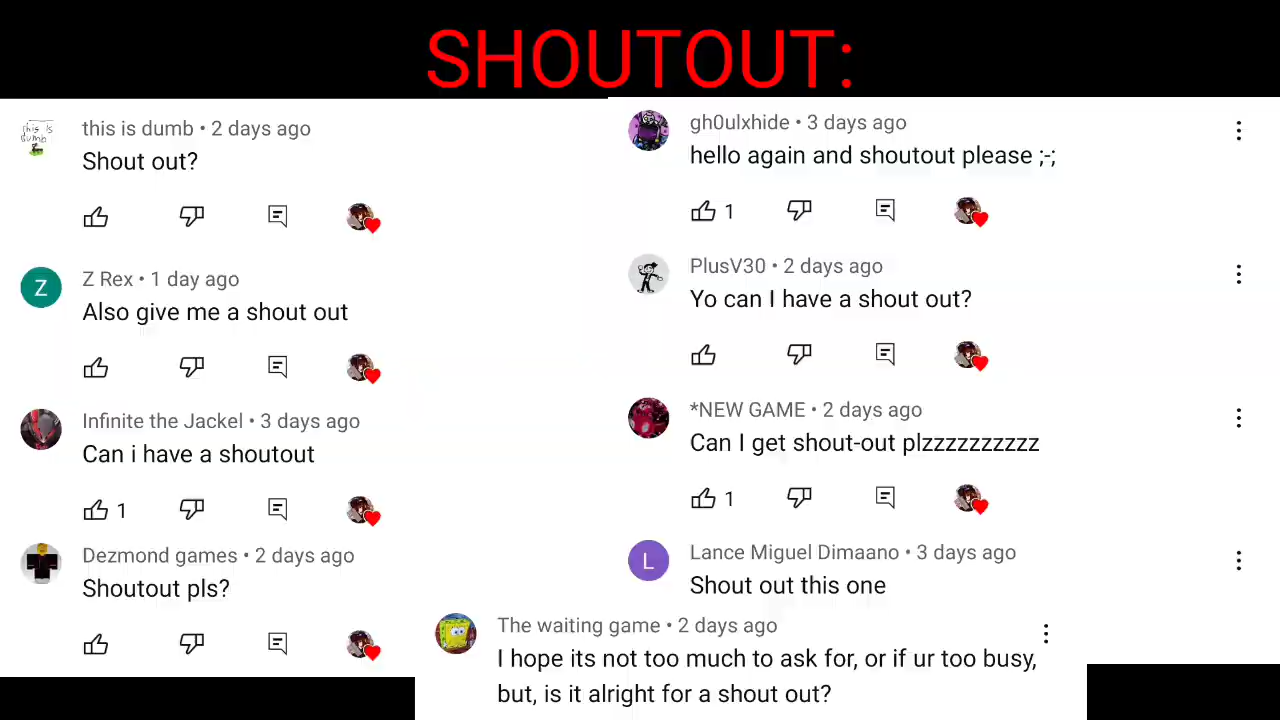 SHOUTOUT:
this is dumb • 2 days ago
Shout out?
Z
Z Rex • 1 day ago
Also give me a shout out
Infinite the Jackel • 3 days ago
Can i have a shoutout
1
Dezmond games • 2 days ago
Shoutout pls?
gh0ulxhide • 3 days ago
hello again and shoutout please ;-;
1
PlusV30 • 2 days ago
Yo can I have a shout out?
*NEW GAME • 2 days ago
Can I get shout-out plzzzzzzzzzz
1
L
Lance Miguel Dimaano • 3 days ago
Shout out this one
The waiting game • 2 days ago
I hope its not too much to ask for, or if ur too busy,
but, is it alright for a shout out?
This is
Dumb